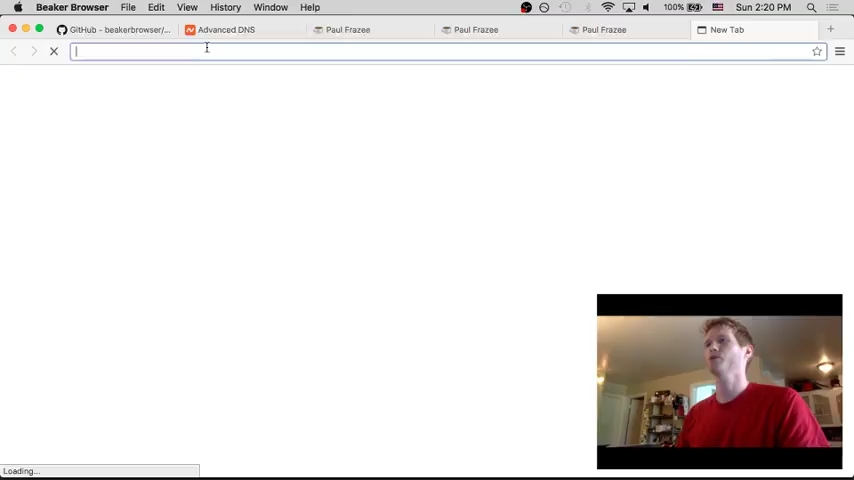 Beaker Browser File Edit View History Window Help 100% Sun 2:20 PM
GitHub - beakerbrowser/... Advanced DNS Paul Frazee Paul Frazee Paul Frazee New Tab
Loading...